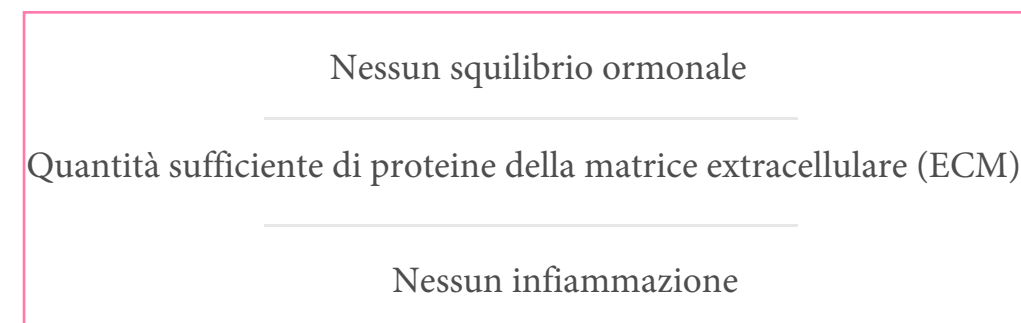 Nessun squilibrio ormonale
Quantità sufficiente di proteine della matrice extracellulare (ECM)
Nessun infiammazione